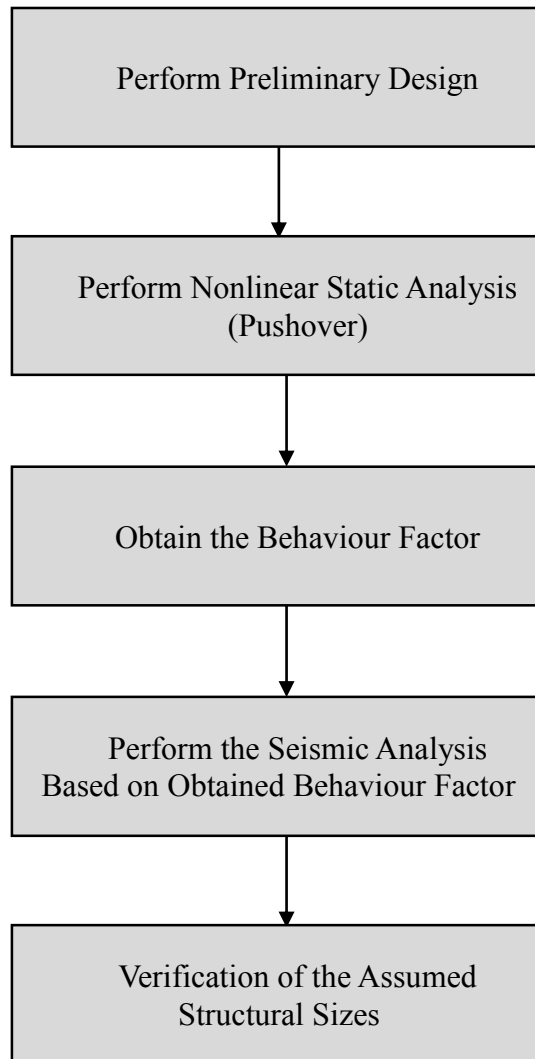 Perform Preliminary Design
Perform Nonlinear Static Analysis
(Pushover)
Obtain the Behaviour Factor
Perform the Seismic Analysis
Based on Obtained Behaviour Factor
Verification of the Assumed
Structural Sizes